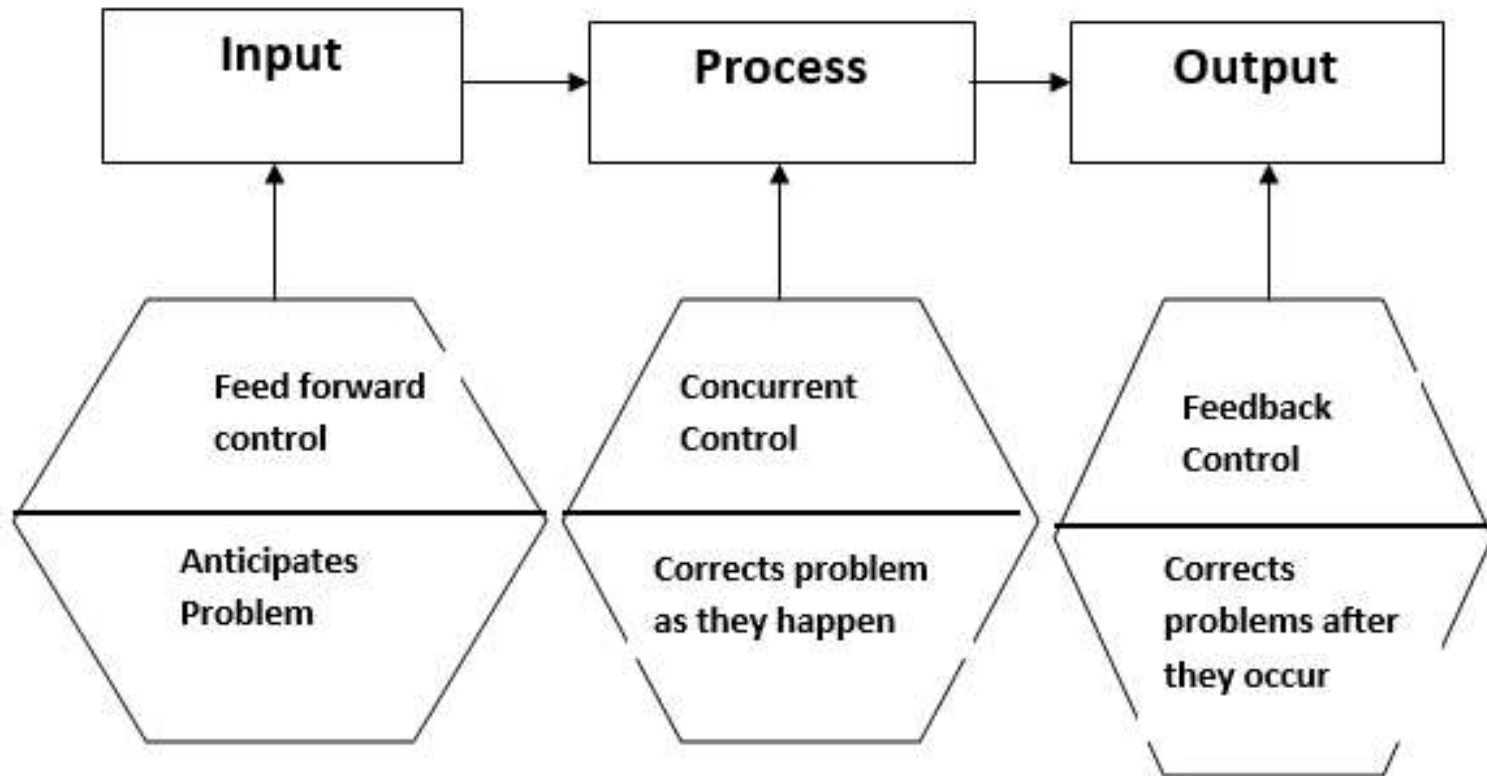 Input
Process
Output
Feed forward
control
Concurrent
Control
Feedback
Control
Anticipates
Problem
Corrects problem
as they happen
Corrects
problems after
they occur